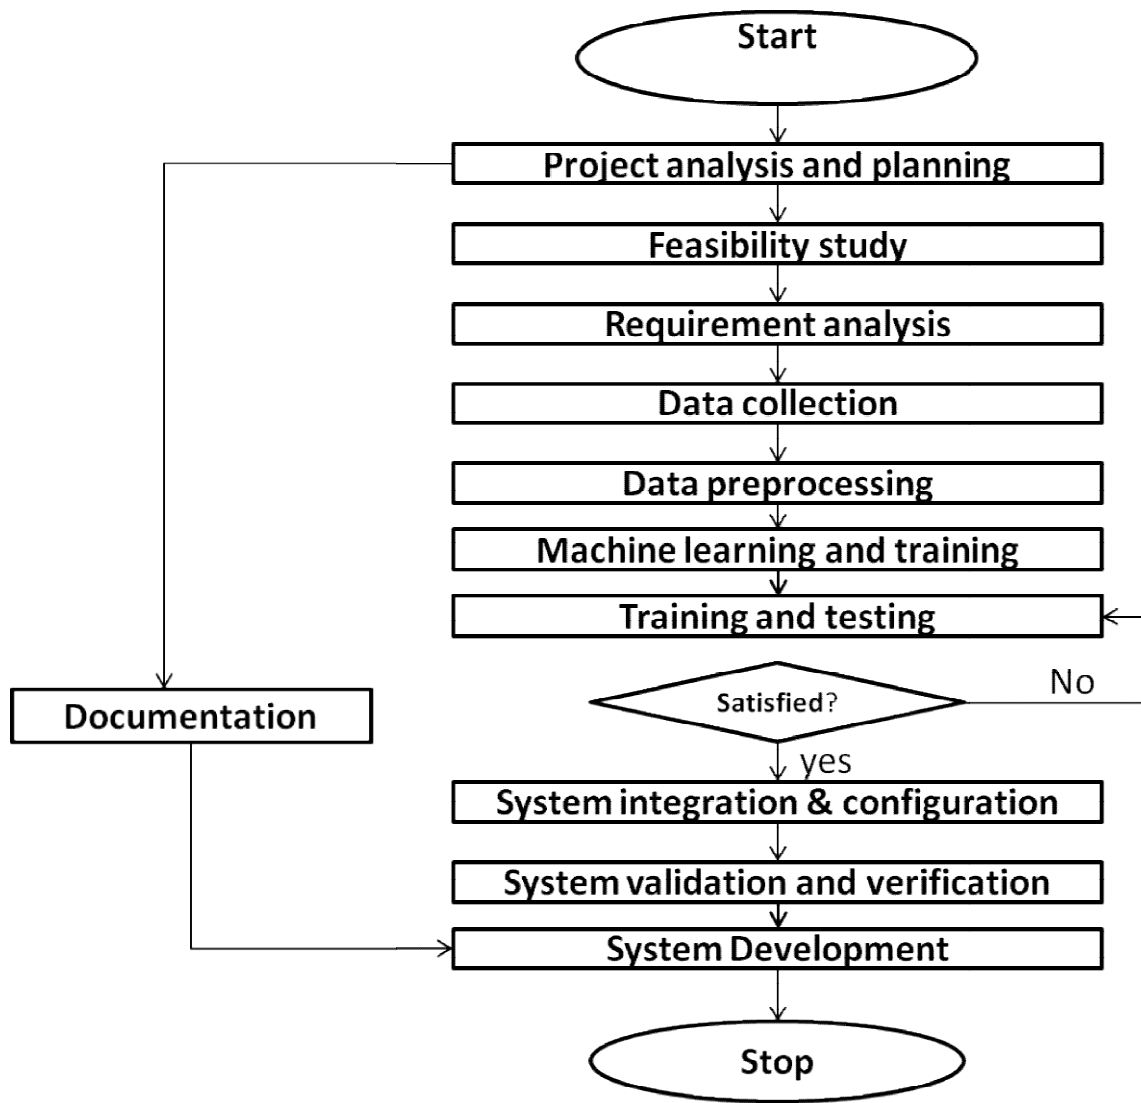 Start
Project analysis and planning
Feasibility study
Requirement analysis
Data collection
Data preprocessing
Machine learning and training
Training and testing
Documentation
Satisfied?
No
yes
System integration & configuration
System validation and verification
System Development
Stop